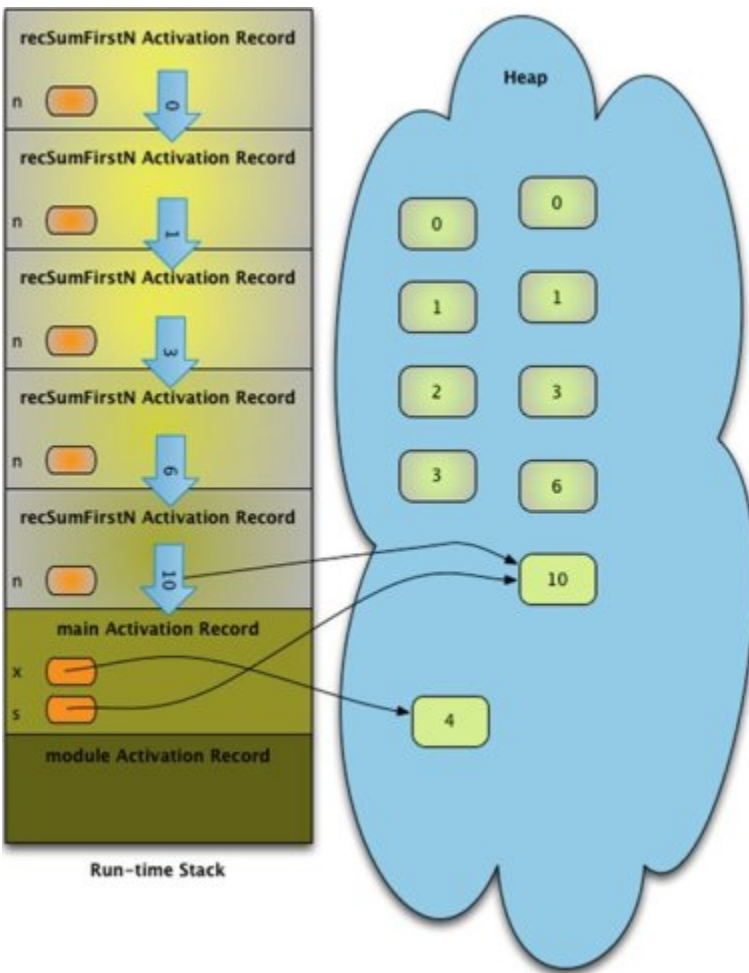 recSumFirstN Activation Record
n
0
recSumFirstN Activation Record
n
1
recSumFirstN Activation Record
n
3
recSumFirstN Activation Record
n
6
recSumFirstN Activation Record
n
10
main Activation Record
x
s
module Activation Record
Run-time Stack
Heap
0
0
1
1
2
3
3
6
10
4